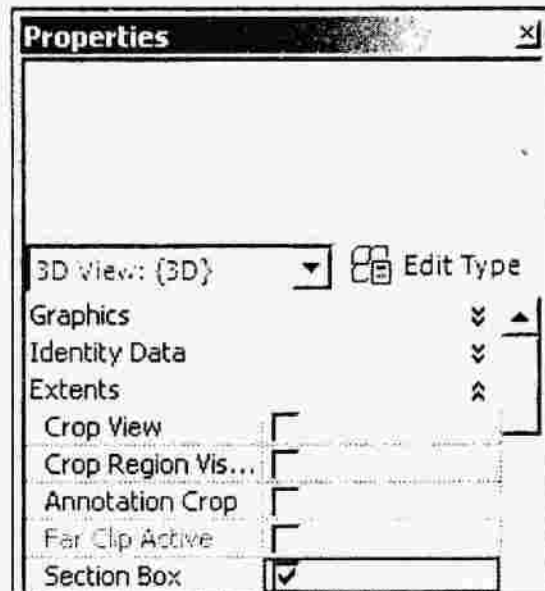 Properties
3D View: {3D}
Edit Type
Graphics
Identity Data
Extents
Crop View
Crop Region Vis...
Annotation Crop
Far Clip Active
Section Box